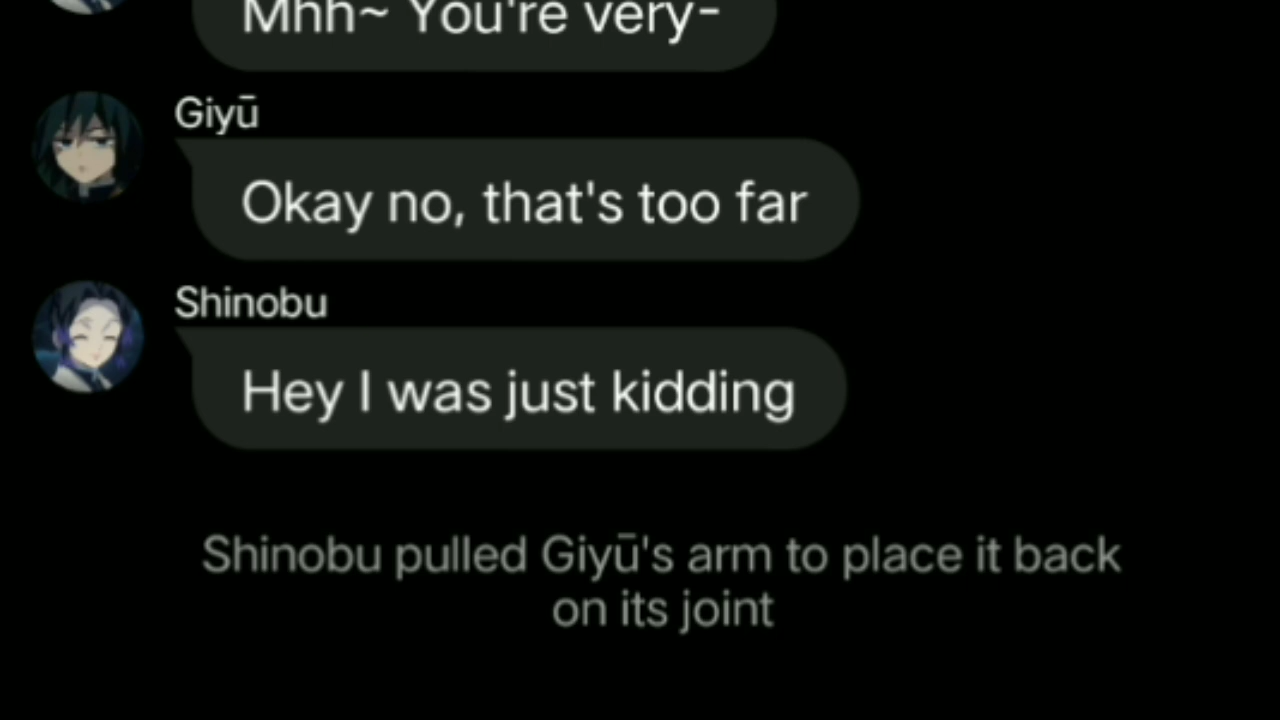 Mhh~ You're very-
Giyū
Okay no, that's too far
Shinobu
Hey I was just kidding
Shinobu pulled Giyū's arm to place it back
on its joint